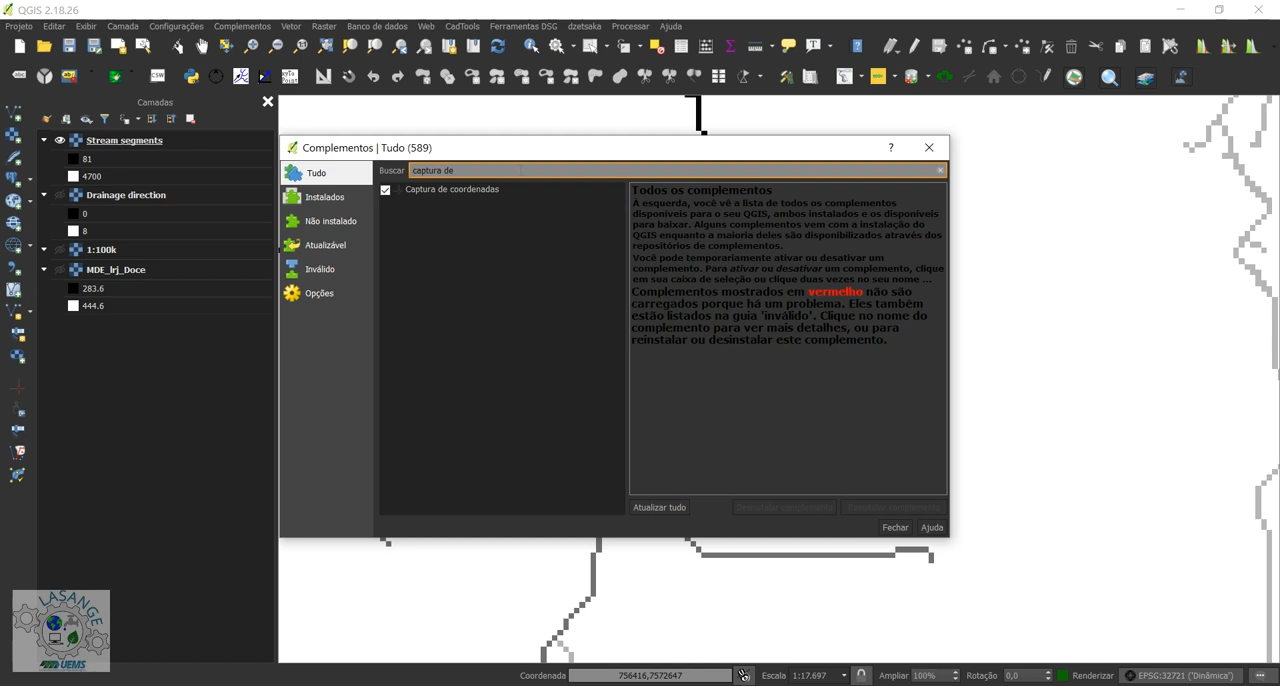 QGIS 2.18.26
Projeto Editar Exibir Camada Configurações Complementos Vetor Raster Banco de dados Web CadTools Ferramentas DSG dzetsaka Processar Ajuda
Camadas
Stream segments
81
4700
Drainage direction
0
8
1:100k
MDE_lrj_Doce
283.6
444.6
Complementos | Tudo (589)
Tudo
Instalados
Não instalado
Atualizável
Inválido
Opções
Buscar captura de
Captura de coordenadas
Todos os complementos
À esquerda, você vê a lista de todos os complementos
disponíveis para o seu QGIS, ambos instalados e os disponíveis
para baixar. Alguns complementos vem com a instalação do
QGIS enquanto a maioria deles são disponibilizados através dos
repositórios de complementos.
Você pode temporariamente ativar ou desativar um
complemento. Para ativar ou desativar um complemento, clique
em sua caixa de seleção ou clique duas vezes no seu nome ...
Complementos mostrados em vermelho não são
carregados porque há um problema. Eles também
estão listados na guia 'inválido'. Clique no nome do
complemento para ver mais detalhes, ou para
reinstalar ou desinstalar este complemento.
Atualizar tudo Desinstalar complemento Reinstalar complemento
Fechar Ajuda
LASANGE
UEMS
Coordenada 756416,7572647 Escala 1:17.697 Ampliar 100% Rotação 0,0 Renderizar EPSG:32721 ('Dinâmica')